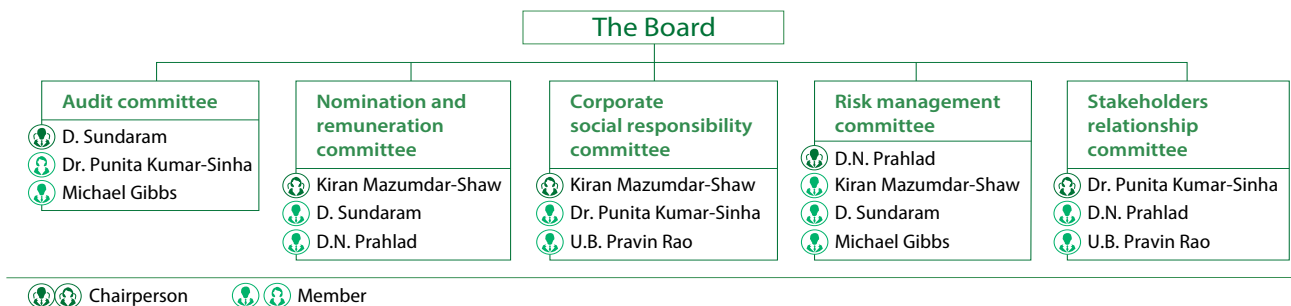 The Board
Audit committee
D. Sundaram
Dr. Punita Kumar-Sinha
Michael Gibbs
Nomination and
remuneration
committee
Kiran Mazumdar-Shaw
D. Sundaram
D.N. Prahlad
Corporate
social responsibility
committee
Kiran Mazumdar-Shaw
Dr. Punita Kumar-Sinha
U.B. Pravin Rao
Risk management
committee
D.N. Prahlad
Kiran Mazumdar-Shaw
D. Sundaram
Michael Gibbs
Stakeholders
relationship
committee
Dr. Punita Kumar-Sinha
D.N. Prahlad
U.B. Pravin Rao
Chairperson
Member